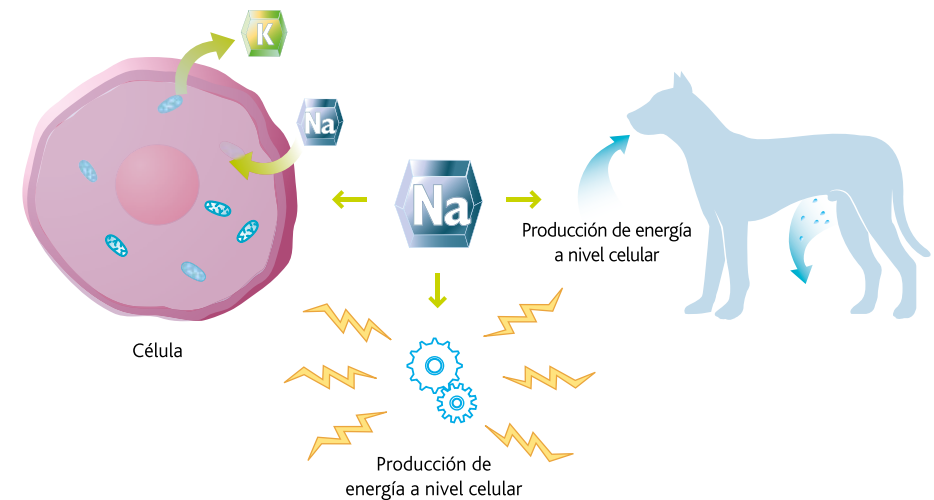 K
Na
Na
Producción de energía
a nivel celular
Célula
Producción de
energía a nivel celular